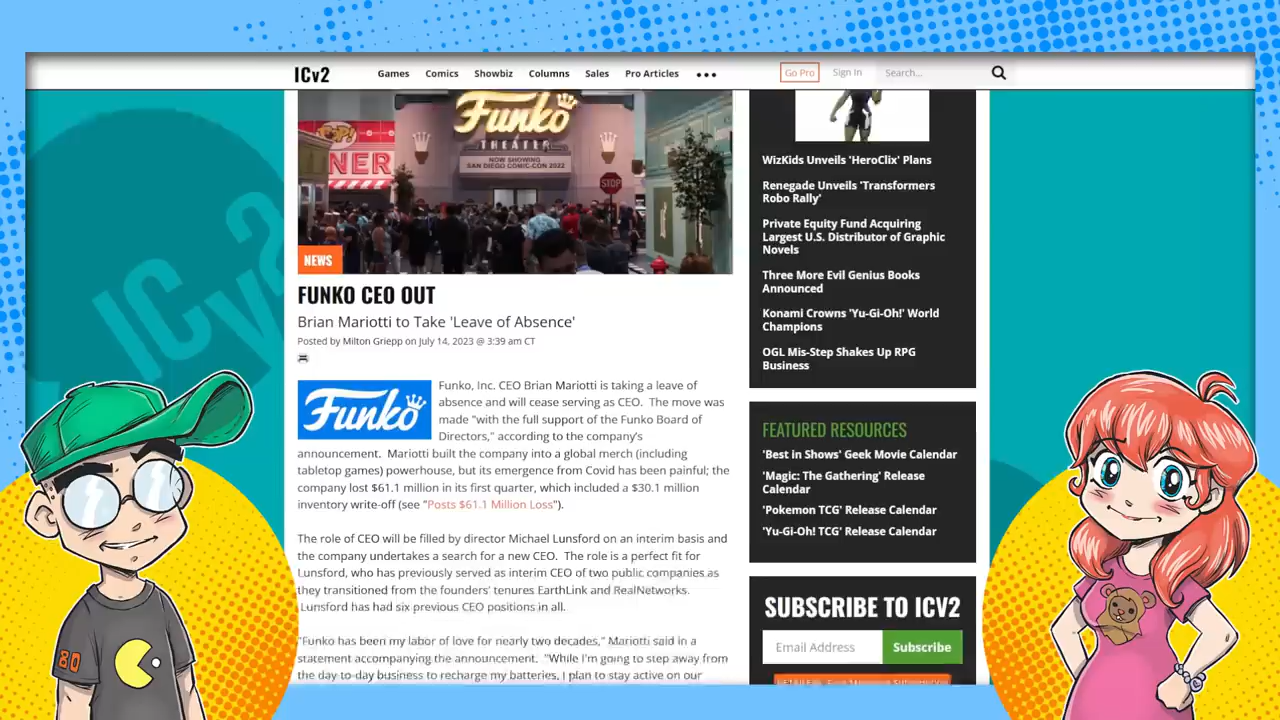 ICv2
Games Comics Showbiz Columns Sales Pro Articles •••
Go Pro Sign In Search...
Funko
THEATER
NOW SHOWING
SAN DIEGO COMIC-CON 2022
NER
STOP
NEWS
FUNKO CEO OUT
Brian Mariotti to Take 'Leave of Absence'
Posted by Milton Griepp on July 14, 2023 @ 3:39 am CT
Funko
Funko, Inc. CEO Brian Mariotti is taking a leave of
absence and will cease serving as CEO. The move was
made "with the full support of the Funko Board of
Directors," according to the company's
announcement. Mariotti built the company into a global merch (including
tabletop games) powerhouse, but its emergence from Covid has been painful; the
company lost $61.1 million in its first quarter, which included a $30.1 million
inventory write-off (see "Posts $61.1 Million Loss").
The role of CEO will be filled by director Michael Lunsford on an interim basis and
the company undertakes a search for a new CEO. The role is a perfect fit for
Lunsford, who has previously served as interim CEO of two public companies as
they transitioned from the founders' tenures EarthLink and RealNetworks.
Lunsford has had six previous CEO positions in all.
"Funko has been my labor of love for nearly two decades," Mariotti said in a
statement accompanying the announcement. "While I'm going to step away from
the day-to-day business to recharge my batteries, I plan to stay active on our
WizKids Unveils 'HeroClix' Plans
Renegade Unveils 'Transformers
Robo Rally'
Private Equity Fund Acquiring
Largest U.S. Distributor of Graphic
Novels
Three More Evil Genius Books
Announced
Konami Crowns 'Yu-Gi-Oh!' World
Champions
OGL Mis-Step Shakes Up RPG
Business
FEATURED RESOURCES
'Best in Shows' Geek Movie Calendar
'Magic: The Gathering' Release
Calendar
'Pokemon TCG' Release Calendar
'Yu-Gi-Oh! TCG' Release Calendar
SUBSCRIBE TO ICV2
Email Address Subscribe
ICv2
80